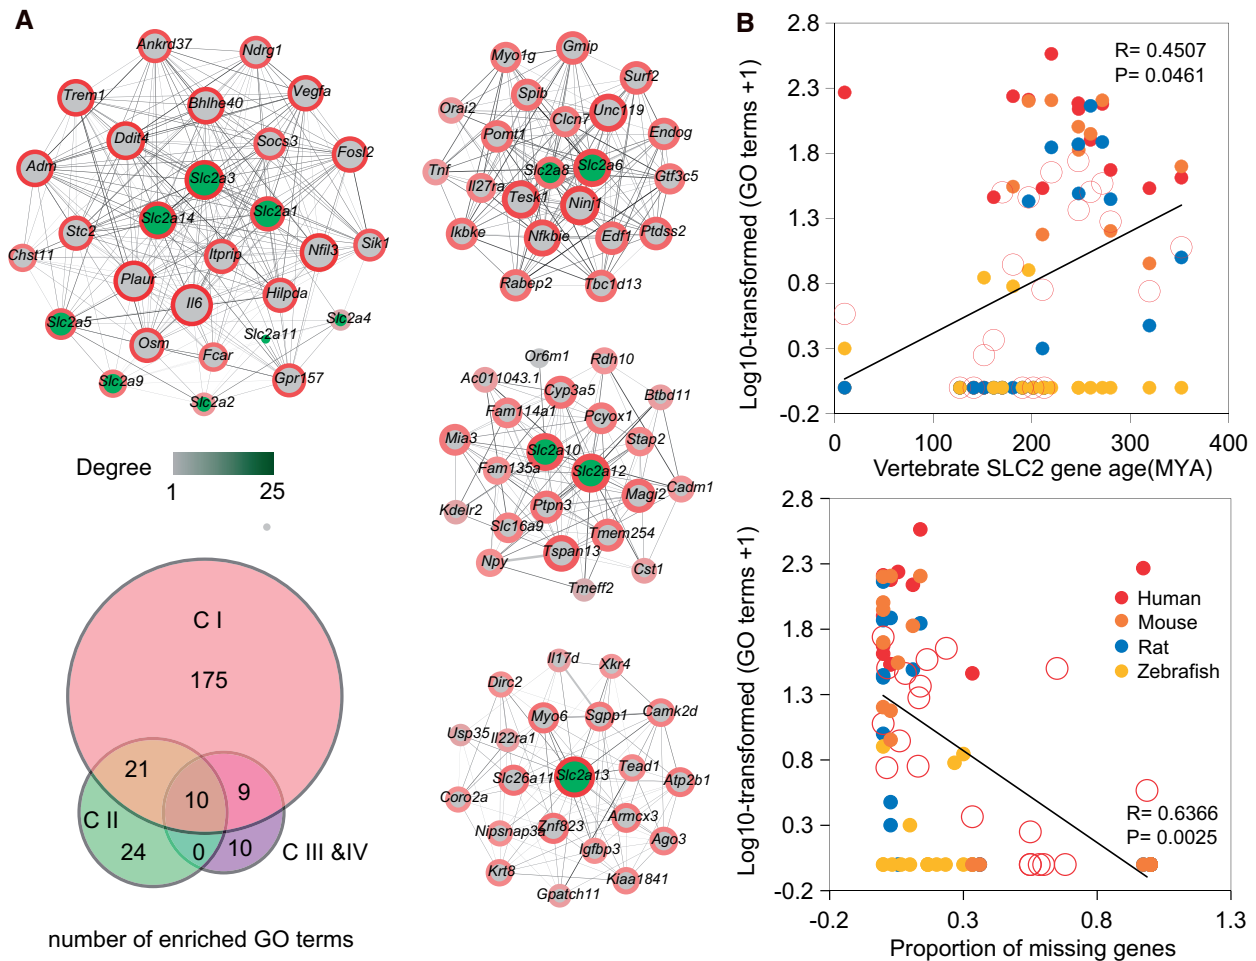 A
Ankrd37
Ndrg1
Trem1
Bhlhe40
Vegfa
Ddit4
Socs3
Fosl2
Adm
Slc2a3
Slc2a14
Slc2a1
Stc2
Chst11
Itprip
Nfil3
Sik1
Plaur
Il6
Hilpda
Slc2a5
Slc2a11
Slc2a4
Osm
Fcar
Gpr157
Slc2a9
Slc2a2
Myo1g
Gmip
Surf2
Spib
Orai2
Unc119
Clcn7
Pomt1
Endog
Tnf
Slc2a8
Slc2a6
Il27ra
Gtf3c5
Tesk1
Ninj1
Ikbke
Nfkbie
Edf1
Ptdss2
Rabep2
Tbc1d13
Or6m1
Rdh10
Ac011043.1
Cyp3a5
Btbd11
Fam114a1
Pcyox1
Mia3
Slc2a10
Stap2
Fam135a
Slc2a12
Cadm1
Magi2
Kdelr2
Ptpn3
Slc16a9
Tmem254
Tspan13
Npy
Cst1
Tmeff2
Il17d
Xkr4
Dirc2
Myo6
Sgpp1
Camk2d
Usp35
Il22ra1
Slc26a11
Slc2a13
Tead1
Atp2b1
Coro2a
Nipsnap3a
Znf823
Armcx3
Igfbp3
Ago3
Krt8
Kiaa1841
Gpatch11
Degree
1
25
C I
175
21
10
9
C II
24
0
10
C III &IV
number of enriched GO terms
B
2.8
2.3
1.8
1.3
0.8
0.3
-0.2
Log10-transformed (GO terms +1)
R= 0.4507
P= 0.0461
0
100
200
300
400
Vertebrate SLC2 gene age(MYA)
2.8
2.3
1.8
1.3
0.8
0.3
-0.2
Log10-transformed (GO terms +1)
Human
Mouse
Rat
Zebrafish
R= 0.6366
P= 0.0025
-0.2
0.3
0.8
1.3
Proportion of missing genes